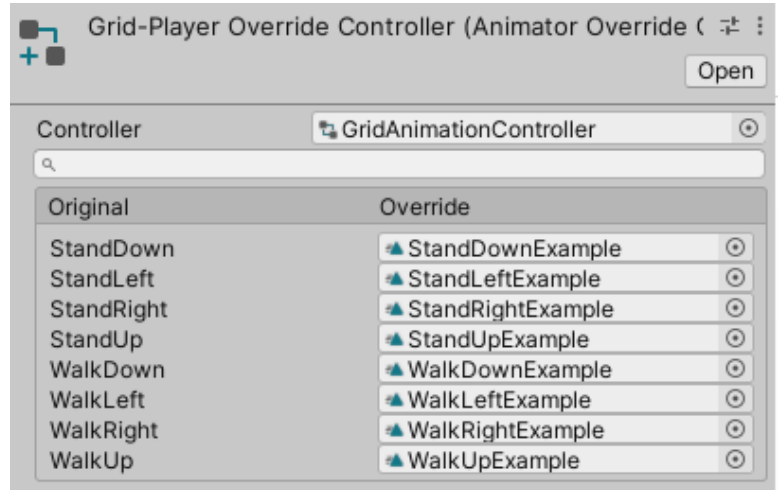 Grid-Player Override Controller (Animator Override (
Open
Controller GridAnimationController
Original Override
StandDown StandDownExample
StandLeft StandLeftExample
StandRight StandRightExample
StandUp StandUpExample
WalkDown WalkDownExample
WalkLeft WalkLeftExample
WalkRight WalkRightExample
WalkUp WalkUpExample